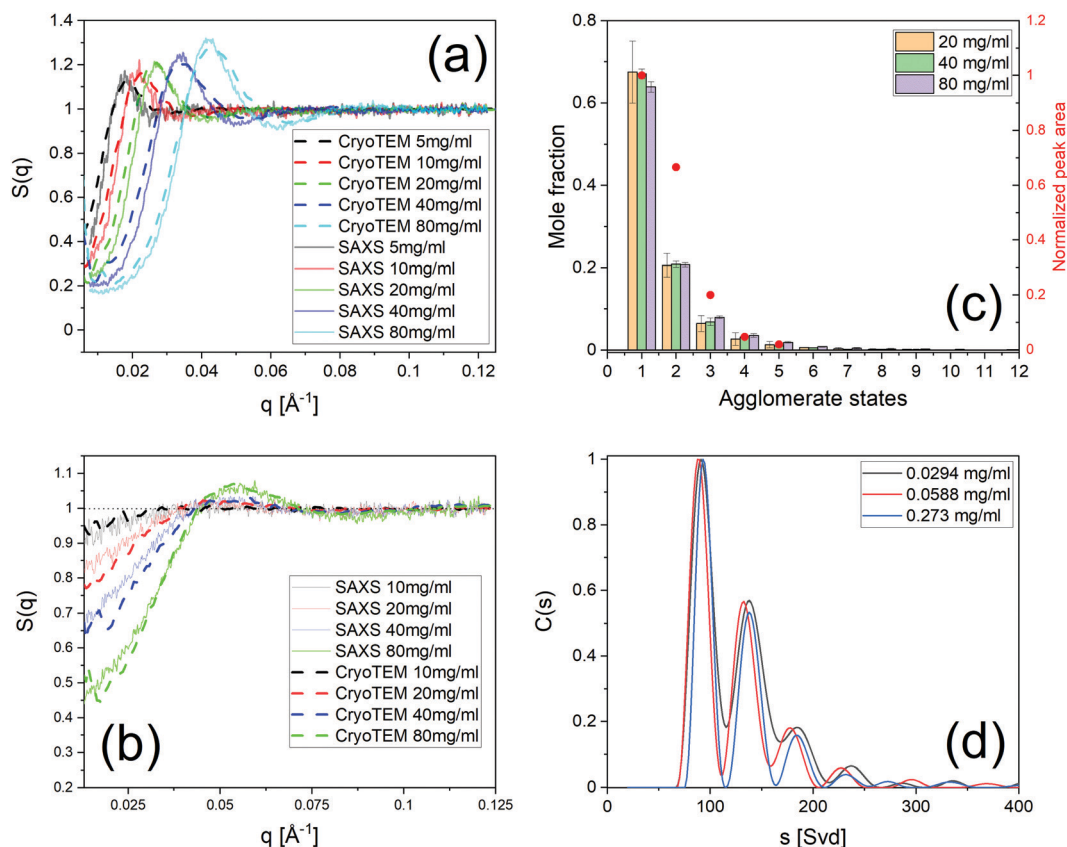 (a)
1.4
1.2
1
0.8
0.6
0.4
0.2
0
S(q)
CryoTEM 5mg/ml
CryoTEM 10mg/ml
CryoTEM 20mg/ml
CryoTEM 40mg/ml
CryoTEM 80mg/ml
SAXS 5mg/ml
SAXS 10mg/ml
SAXS 20mg/ml
SAXS 40mg/ml
SAXS 80mg/ml
0.02 0.04 0.06 0.08 0.1 0.12
q [Å⁻¹]
(c)
0.8
0.6
0.4
0.2
0
Mole fraction
20 mg/ml
40 mg/ml
80 mg/ml
1.2
1
0.8
0.6
0.4
0.2
0
Normalized peak area
0 1 2 3 4 5 6 7 8 9 10 11 12
Agglomerate states
(b)
1.1
1
0.9
0.8
0.7
0.6
0.5
0.4
0.3
0.2
S(q)
SAXS 10mg/ml
SAXS 20mg/ml
SAXS 40mg/ml
SAXS 80mg/ml
CryoTEM 10mg/ml
CryoTEM 20mg/ml
CryoTEM 40mg/ml
CryoTEM 80mg/ml
0.025 0.05 0.075 0.1 0.125
q [Å⁻¹]
(d)
1
0.8
0.6
0.4
0.2
0
C(s)
0.0294 mg/ml
0.0588 mg/ml
0.273 mg/ml
0 100 200 300 400
s [Svd]